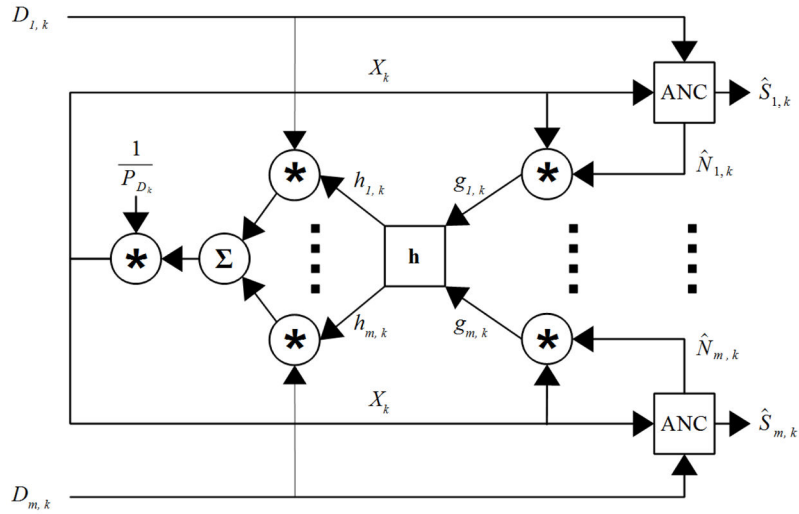 D1, k
Xk
ANC
Ŝ1, k
1
PDk
*
h1, k
g1, k
*
N̂1, k
*
Σ
h
*
hm, k
gm, k
*
N̂m, k
Xk
ANC
Ŝm, k
Dm, k